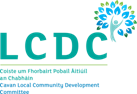 LCDC
Coiste um Fhorbairt Pobail Áitiúil
an Chabháin
Cavan Local Community Development
Committee